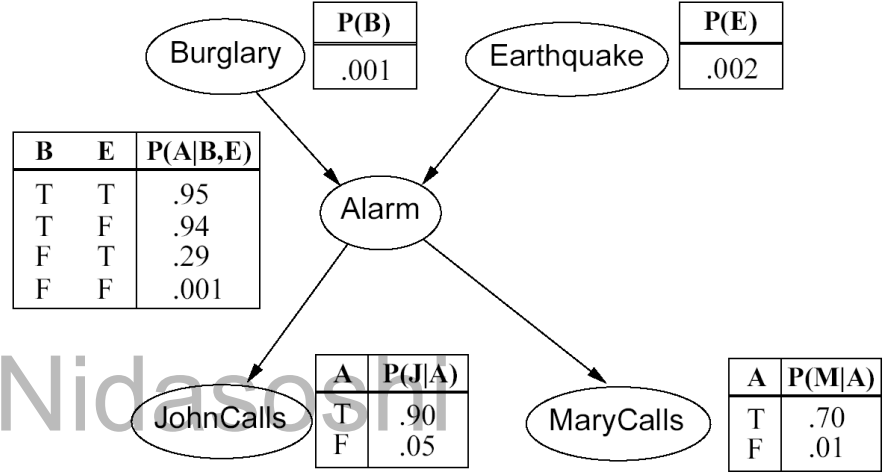 Burglary
P(B)
.001
Earthquake
P(E)
.002
B E P(A|B,E)
T T .95
T F .94
F T .29
F F .001
Alarm
Nidasoshi
JohnCalls
A P(J|A)
T .90
F .05
MaryCalls
A P(M|A)
T .70
F .01